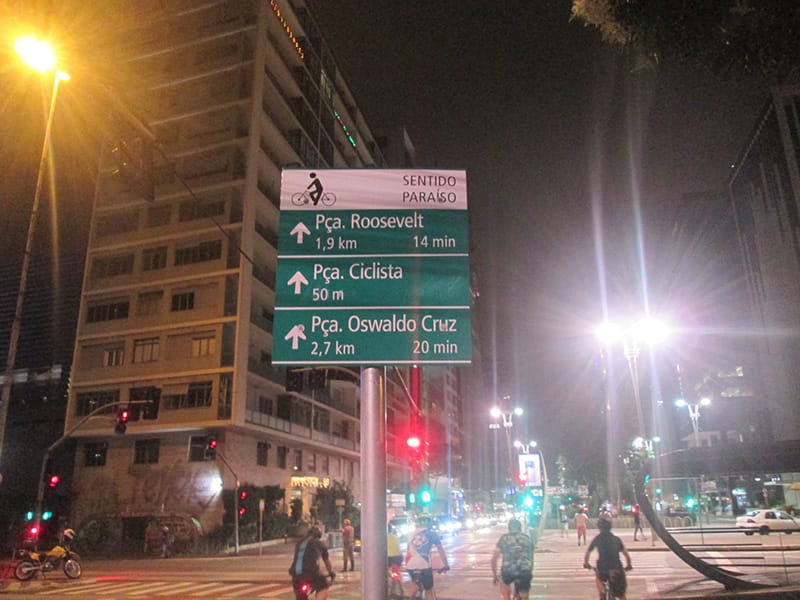 SENTIDO
PARAÍSO
Pça. Roosevelt
1,9 km 14 min
Pça. Ciclista
50 m
Pça. Oswaldo Cruz
2,7 km 20 min